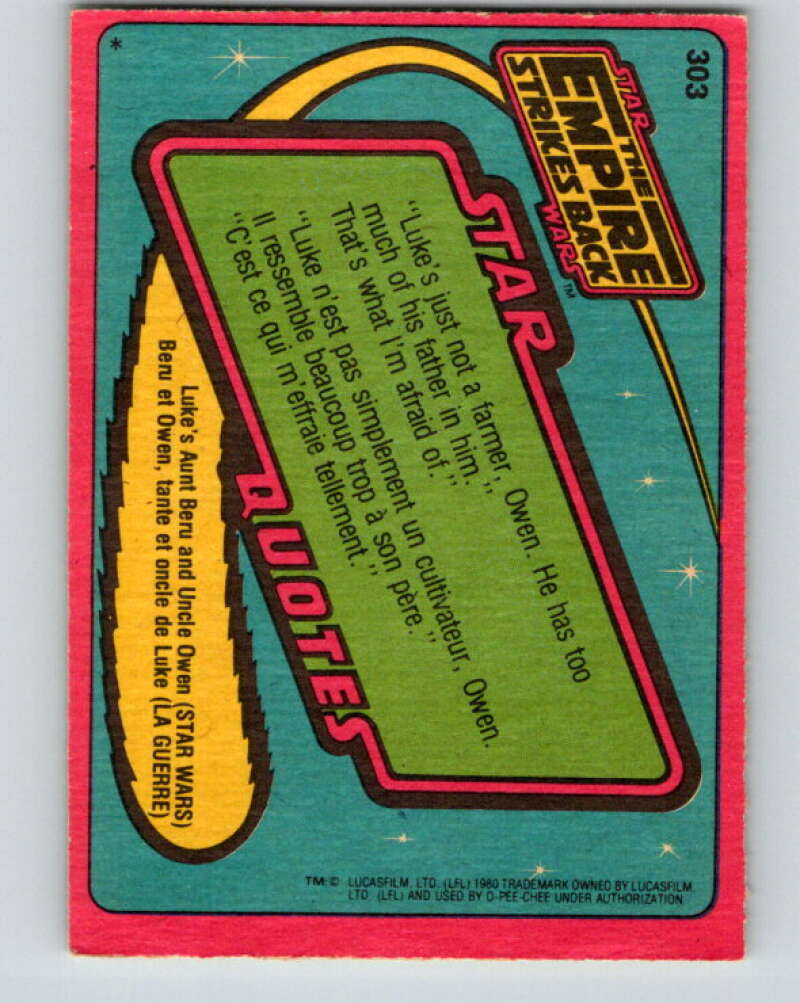 303
STAR
THE
EMPIRE
STRIKES BACK
WARS™
STAR
"Luke's just not a farmer, Owen. He has too
much of his father in him."
That's what I'm afraid of."
"Luke n'est pas simplement un cultivateur, Owen.
Il ressemble beaucoup trop à son père."
"C'est ce qui m'effraie tellement."
QUOTES
Luke's Aunt Beru and Uncle Owen (STAR WARS)
Beru et Owen, tante et oncle de Luke (LA GUERRE)
*
TM: © LUCASFILM, LTD. (LFL) 1980 TRADEMARK OWNED BY LUCASFILM
LTD. (LFL) AND USED BY O-PEE-CHEE UNDER AUTHORIZATION